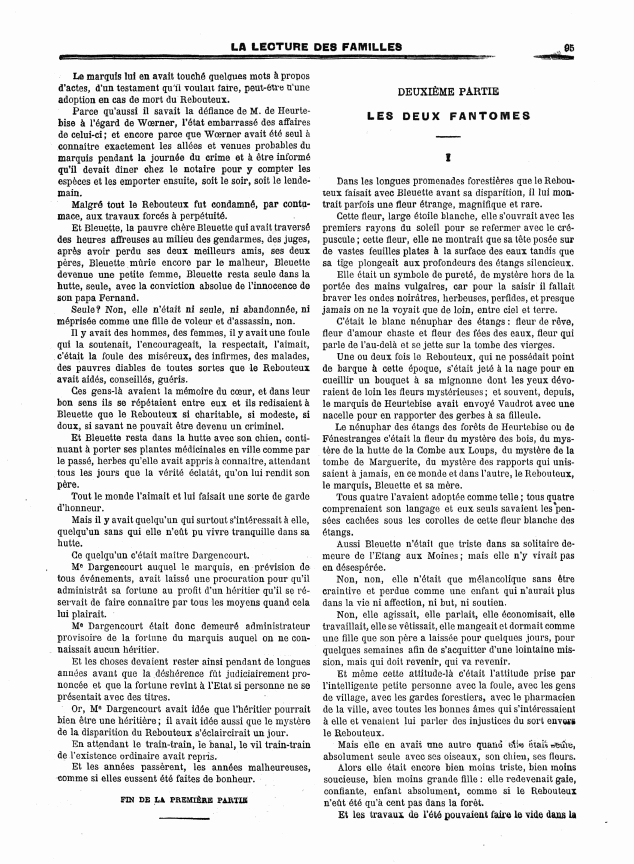 LA LECTURE DES FAMILLES
95
Le marquis lui en avait touché quelques mots à propos
d'actes, d'un testament qu'il voulait faire, peut-être d'une
adoption en cas de mort du Rebouteux.
Parce qu'aussi il savait la défiance de M. de Heurte-
bise à l'égard de Wœrner, l'état embarrassé des affaires
de celui-ci ; et encore parce que Wœrner avait été seul à
connaître exactement les allées et venues probables du
marquis pendant la journée du crime et à être informé
qu'il devait diner chez le notaire pour y compter les
espèces et les emporter ensuite, soit le soir, soit le lende-
main.
Malgré tout le Rebouteux fut condamné, par contu-
mace, aux travaux forcés à perpétuité.
Et Bleuette, la pauvre chère Bleuette qui avait traversé
des heures affreuses au milieu des gendarmes, des juges,
après avoir perdu ses deux meilleurs amis, ses deux
pères, Bleuette mûrie encore par le malheur, Bleuette
devenue une petite femme, Bleuette resta seule dans la
hutte, seule, avec la conviction absolue de l'innocence de
son papa Fernand.
Seule ? Non, elle n'était ni seule, ni abandonnée, ni
méprisée comme une fille de voleur et d'assassin, non.
Il y avait des hommes, des femmes, il y avait une foule
qui la soutenait, l'encourageait, la respectait, l'aimait,
c'était la foule des miséreux, des infirmes, des malades,
des pauvres diables de toutes sortes que le Rebouteux
avait aidés, conseillés, guéris.
Ces gens-là avaient la mémoire du cœur, et dans leur
bon sens ils se répétaient entre eux et ils redisaient à
Bleuette que le Rebouteux si charitable, si modeste, si
doux, si savant ne pouvait être devenu un criminel.
Et Bleuette resta dans la hutte avec son chien, conti-
nuant à porter ses plantes médicinales en ville comme par
le passé, herbes qu'elle avait appris à connaître, attendant
tous les jours que la vérité éclatât, qu'on lui rendit son
père.
Tout le monde l'aimait et lui faisait une sorte de garde
d'honneur.
Mais il y avait quelqu'un qui surtout s'intéressait à elle,
quelqu'un sans qui elle n'eût pu vivre tranquille dans sa
hutte.
Ce quelqu'un c'était maître Dargencourt.
Me Dargencourt auquel le marquis, en prévision de
tous événements, avait laissé une procuration pour qu'il
administrât sa fortune au profit d'un héritier qu'il se ré-
servait de faire connaître par tous les moyens quand cela
lui plairait.
Me Dargencourt était donc demeuré administrateur
provisoire de la fortune du marquis auquel on ne con-
naissait aucun héritier.
Et les choses devaient rester ainsi pendant de longues
années avant que la déshérence fût judiciairement pro-
noncée et que la fortune revint à l'Etat si personne ne se
présentait avec des titres.
Or, Me Dargencourt avait idée que l'héritier pourrait
bien être une héritière ; il avait idée aussi que le mystère
de la disparition du Rebouteux s'éclaircirait un jour.
En attendant le train-train, le banal, le vil train-train
de l'existence ordinaire avait repris.
Et les années passèrent, les années malheureuses,
comme si elles eussent été faites de bonheur.
FIN DE LA PREMIÈRE PARTIE
DEUXIÈME PARTIE
LES DEUX FANTOMES
I
Dans les longues promenades forestières que le Rebou-
teux faisait avec Bleuette avant sa disparition, il lui mon-
trait parfois une fleur étrange, magnifique et rare.
Cette fleur, large étoile blanche, elle s'ouvrait avec les
premiers rayons du soleil pour se refermer avec le cré-
puscule ; cette fleur, elle ne montrait que sa tête posée sur
de vastes feuilles plates à la surface des eaux tandis que
sa tige plongeait aux profondeurs des étangs silencieux.
Elle était un symbole de pureté, de mystère hors de la
portée des mains vulgaires, car pour la saisir il fallait
braver les ondes noirâtres, herbeuses, perfides, et presque
jamais on ne la voyait que de loin, entre ciel et terre.
C'était le blanc nénuphar des étangs : fleur de rêve,
fleur d'amour chaste et fleur des fées des eaux, fleur qui
parle de l'au-delà et se jette sur la tombe des vierges.
Une ou deux fois le Rebouteux, qui ne possédait point
de barque à cette époque, s'était jeté à la nage pour en
cueillir un bouquet à sa mignonne dont les yeux dévo-
raient de loin les fleurs mystérieuses ; et souvent, depuis,
le marquis de Heurtebise avait envoyé Vaudrot avec une
nacelle pour en rapporter des gerbes à sa filleule.
Le nénuphar des étangs des forêts de Heurtebise ou de
Fénestranges c'était la fleur du mystère des bois, du mys-
tère de la hutte de la Combe aux Loups, du mystère de la
tombe de Marguerite, du mystère des rapports qui unis-
saient à jamais, en ce monde et dans l'autre, le Rebouteux,
le marquis, Bleuette et sa mère.
Tous quatre l'avaient adoptée comme telle ; tous quatre
comprenaient son langage et eux seuls savaient les pen-
sées cachées sous les corolles de cette fleur blanche des
étangs.
Aussi Bleuette n'était que triste dans sa solitaire de-
meure de l'Etang aux Moines ; mais elle n'y vivait pas
en désespérée.
Non, non, elle n'était que mélancolique sans être
craintive et perdue comme une enfant qui n'aurait plus
dans la vie ni affection, ni but, ni soutien.
Non, elle agissait, elle parlait, elle économisait, elle
travaillait, elle se vêtissait, elle mangeait et dormait comme
une fille que son père a laissée pour quelques jours, pour
quelques semaines afin de s'acquitter d'une lointaine mis-
sion, mais qui doit revenir, qui va revenir.
Et même cette attitude-là c'était l'attitude prise par
l'intelligente petite personne avec la foule, avec les gens
de village, avec les gardes forestiers, avec le pharmacien
de la ville, avec toutes les bonnes âmes qui s'intéressaient
à elle et venaient lui parler des injustices du sort envers
le Rebouteux.
Mais elle en avait une autre quand elle était seule,
absolument seule avec ses oiseaux, son chien, ses fleurs.
Alors elle était encore bien moins triste, bien moins
soucieuse, bien moins grande fille : elle redevenait gaie,
confiante, enfant absolument, comme si le Rebouteux
n'eût été qu'à cent pas dans la forêt.
Et les travaux de l'été pouvaient faire le vide dans la